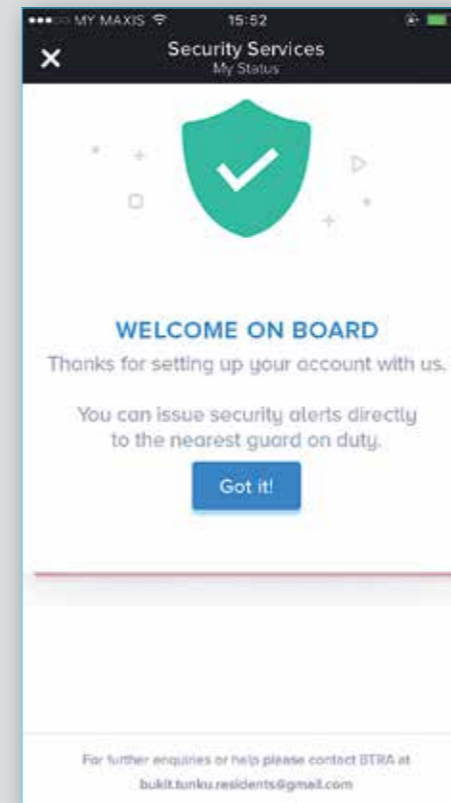 MY MAXIS 15:52
Security Services
My Status
WELCOME ON BOARD
Thanks for setting up your account with us.
You can issue security alerts directly
to the nearest guard on duty.
Got it!
For further enquiries or help please contact BTRA at
bukit.tunku.residents@gmail.com